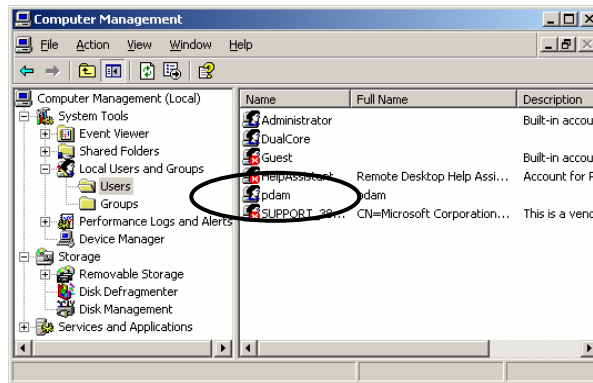 Computer Management
File Action View Window Help
Computer Management (Local)
System Tools
Event Viewer
Shared Folders
Local Users and Groups
Users
Groups
Performance Logs and Alerts
Device Manager
Storage
Removable Storage
Disk Defragmenter
Disk Management
Services and Applications
Name Full Name Description
Administrator Built-in accou
DualCore
Guest Built-in accou
HelpAssistant Remote Desktop Help Assi... Account for R
pdam pdam
SUPPORT_38... CN=Microsoft Corporation... This is a vend